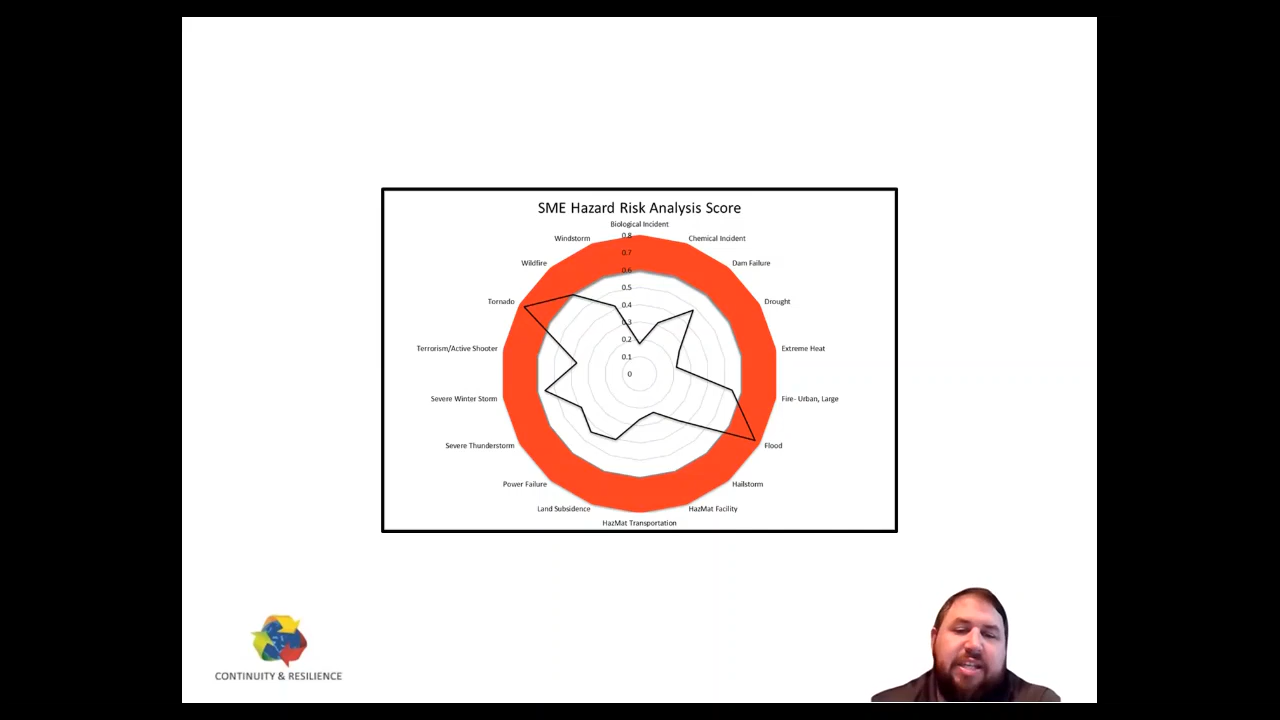 SME Hazard Risk Analysis Score
Biological Incident
Windstorm
Chemical Incident
Wildfire
Dam Failure
Tornado
Drought
Terrorism/Active Shooter
Extreme Heat
Severe Winter Storm
Fire- Urban, Large
Severe Thunderstorm
Flood
Power Failure
Hailstorm
Land Subsidence
HazMat Facility
HazMat Transportation
0.8
0.7
0.6
0.5
0.4
0.3
0.2
0.1
0
CONTINUITY & RESILIENCE